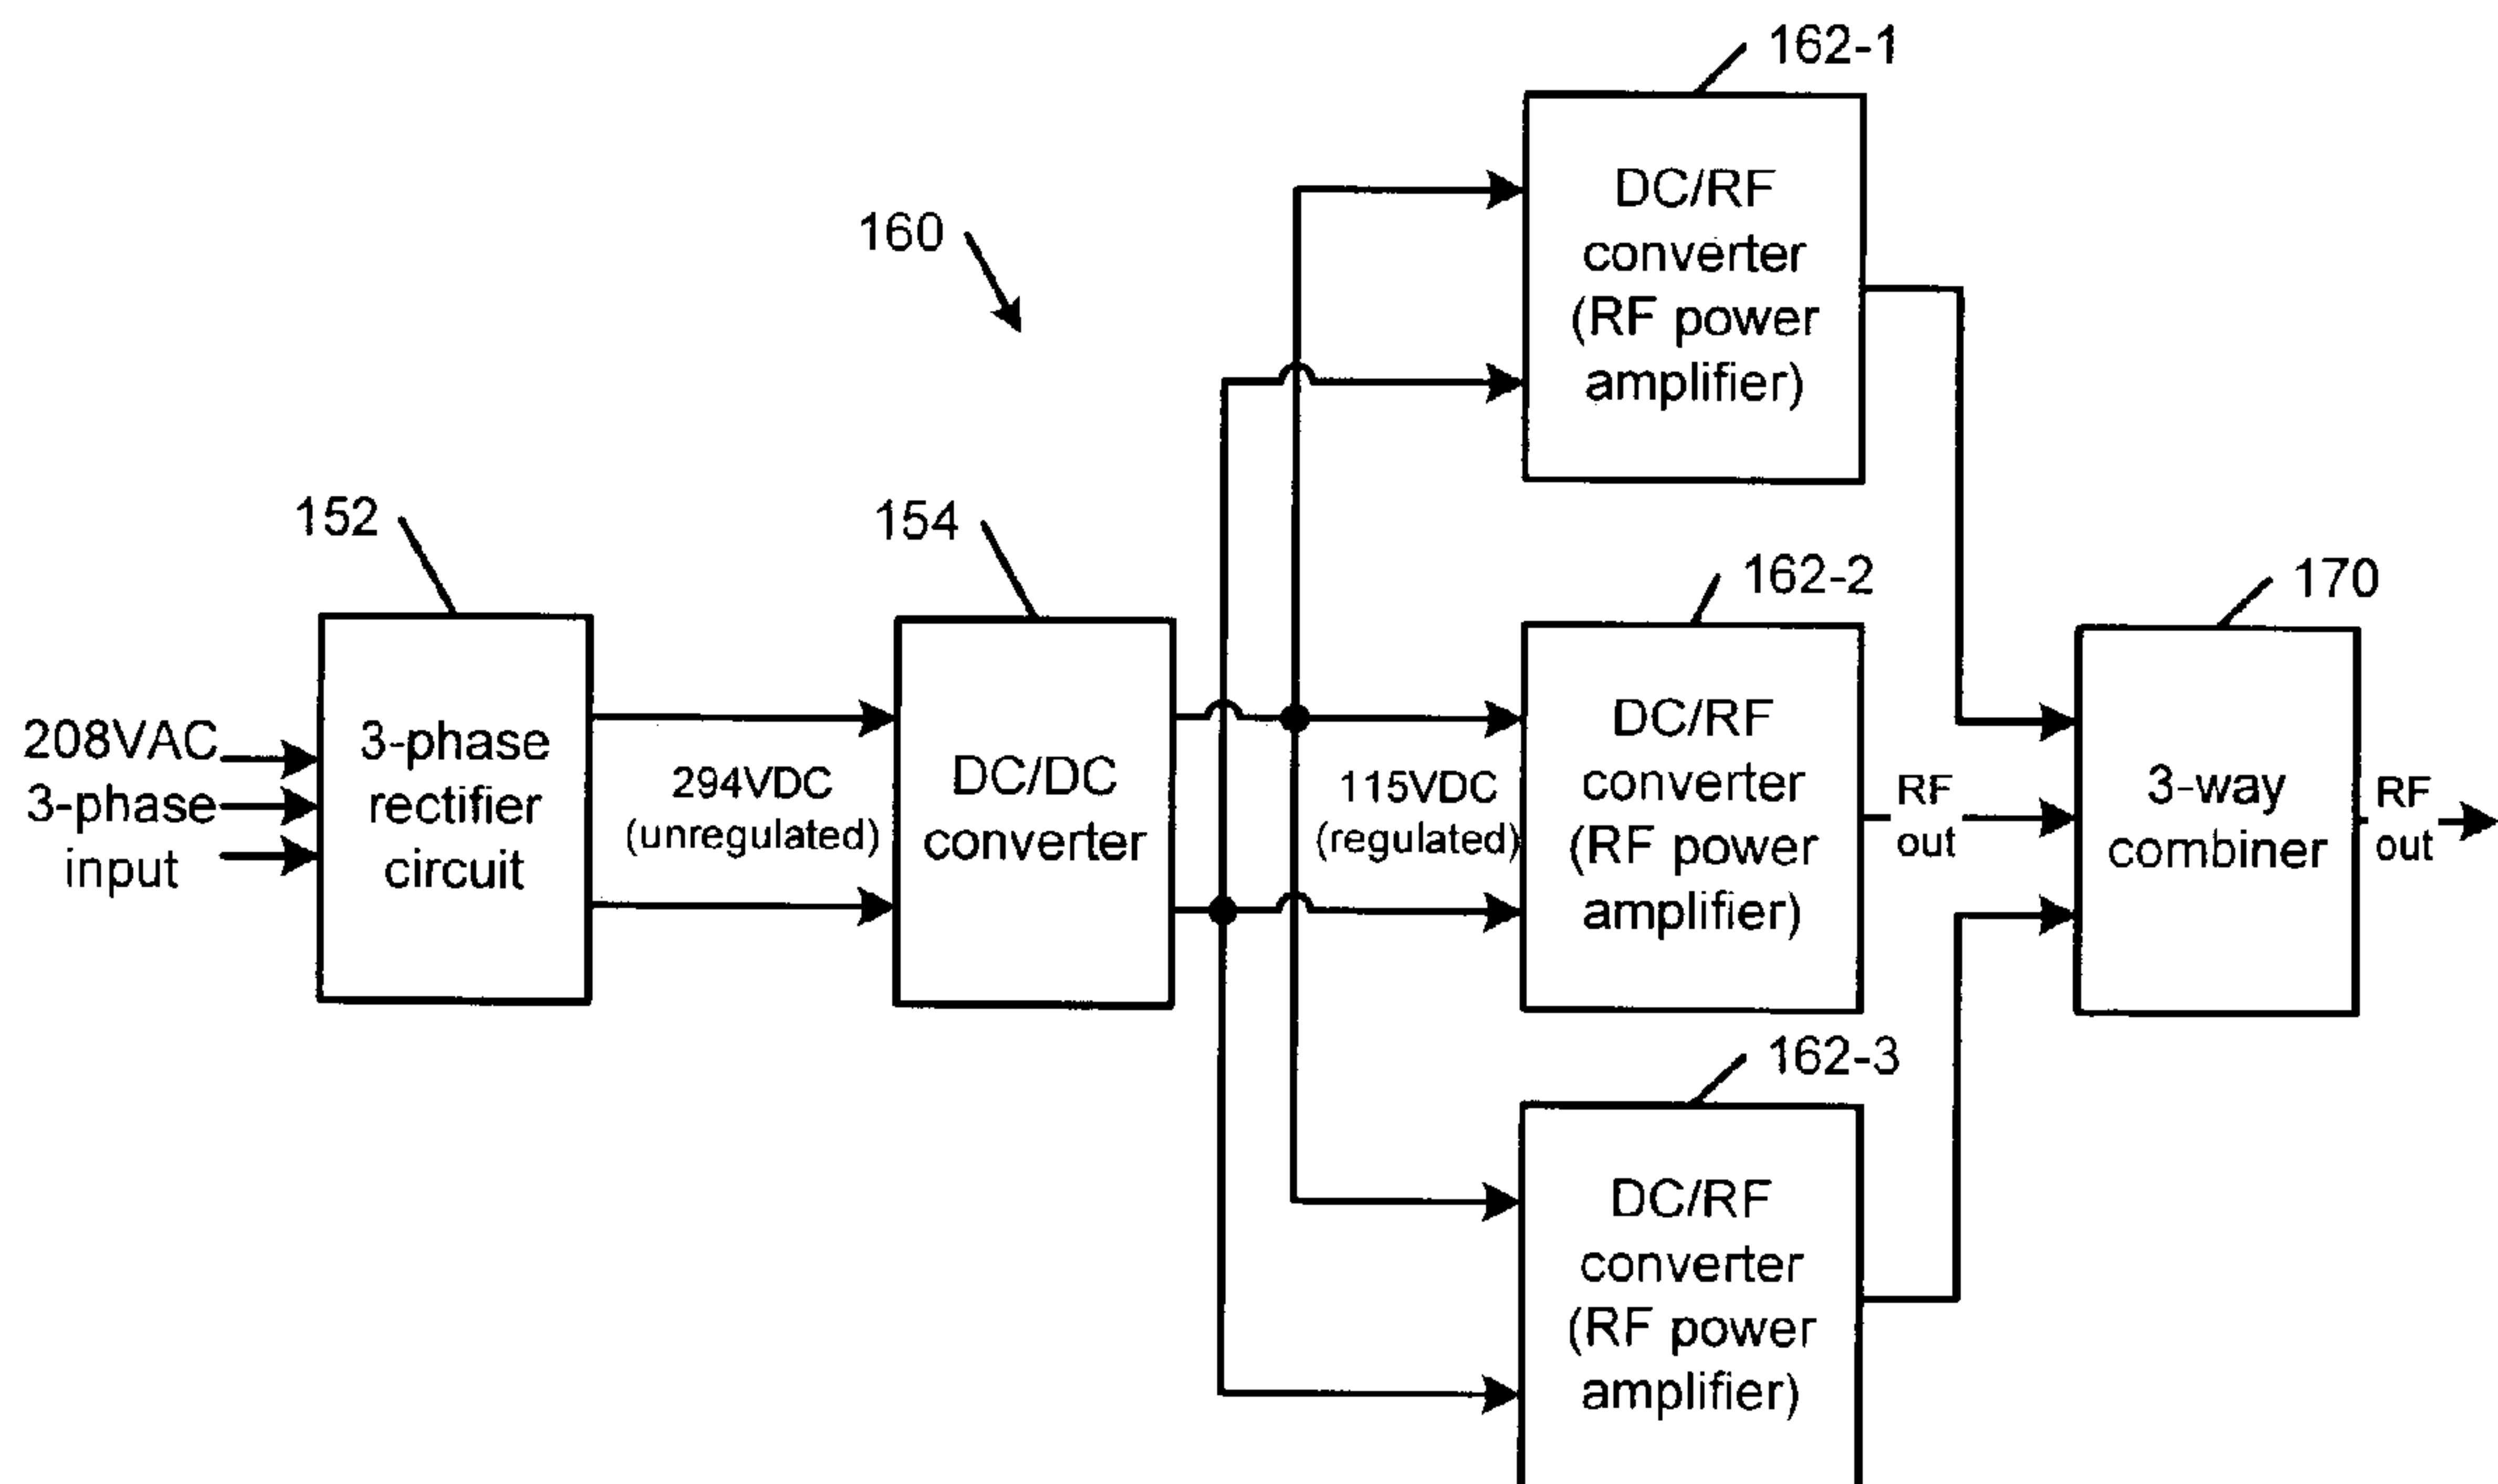 162-1
DC/RF
converter
(RF power
amplifier)
160
152
154
162-2
170
208VAC
3-phase
input
3-phase
rectifier
circuit
294VDC
(unregulated)
DC/DC
converter
115VDC
(regulated)
DC/RF
converter
(RF power
amplifier)
RF
out
3-way
combiner
RF
out
162-3
DC/RF
converter
(RF power
amplifier)